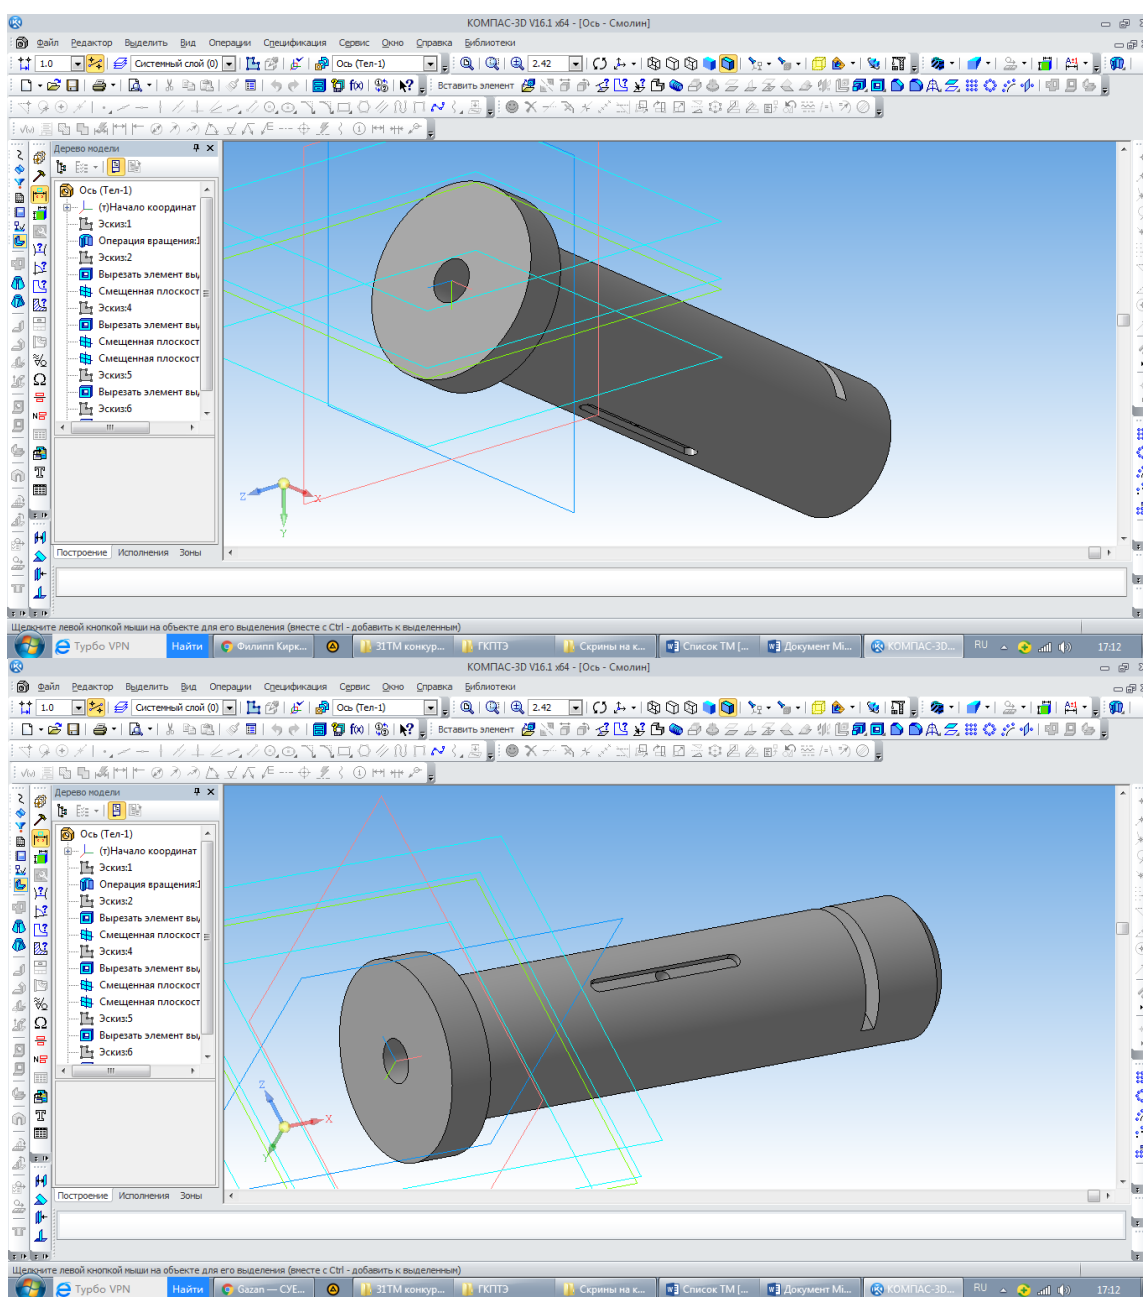 КОМПАС-3D V16.1 x64 - [Ось - Смолин]
Файл Редактор Выделить Вид Операции Спецификация Сервис Окно Справка Библиотеки
1.0 Системный слой (0) Ось (Тел-1) 2.42
Вставить элемент
Дерево модели
Ось (Тел-1)
(т)Начало координат
Эскиз:1
Операция вращения:1
Эскиз:2
Вырезать элемент вы
Смещенная плоскост
Эскиз:4
Вырезать элемент вы
Смещенная плоскост
Смещенная плоскост
Эскиз:5
Вырезать элемент вы
Эскиз:6
Z X
Y
Построение Исполнения Зоны
Щелкните левой кнопкой мыши на объекте для его выделения (вместе с Ctrl - добавить к выделенным)
Турбо VPN Найти Филипп Кирк... 31ТМ конкур... ГКПТЭ Скрины на к... Список ТМ [... Документ Mi... КОМПАС-3D... RU 17:12
КОМПАС-3D V16.1 x64 - [Ось - Смолин]
Файл Редактор Выделить Вид Операции Спецификация Сервис Окно Справка Библиотеки
1.0 Системный слой (0) Ось (Тел-1) 2.42
Вставить элемент
Дерево модели
Ось (Тел-1)
(т)Начало координат
Эскиз:1
Операция вращения:1
Эскиз:2
Вырезать элемент вы
Смещенная плоскост
Эскиз:4
Вырезать элемент вы
Смещенная плоскост
Смещенная плоскост
Эскиз:5
Вырезать элемент вы
Эскиз:6
Z
X
Y
Построение Исполнения Зоны
Щелкните левой кнопкой мыши на объекте для его выделения (вместе с Ctrl - добавить к выделенным)
Турбо VPN Найти Gazan — СУЕ... 31ТМ конкур... ГКПТЭ Скрины на к... Список ТМ [... Документ Mi... КОМПАС-3D... RU 17:12